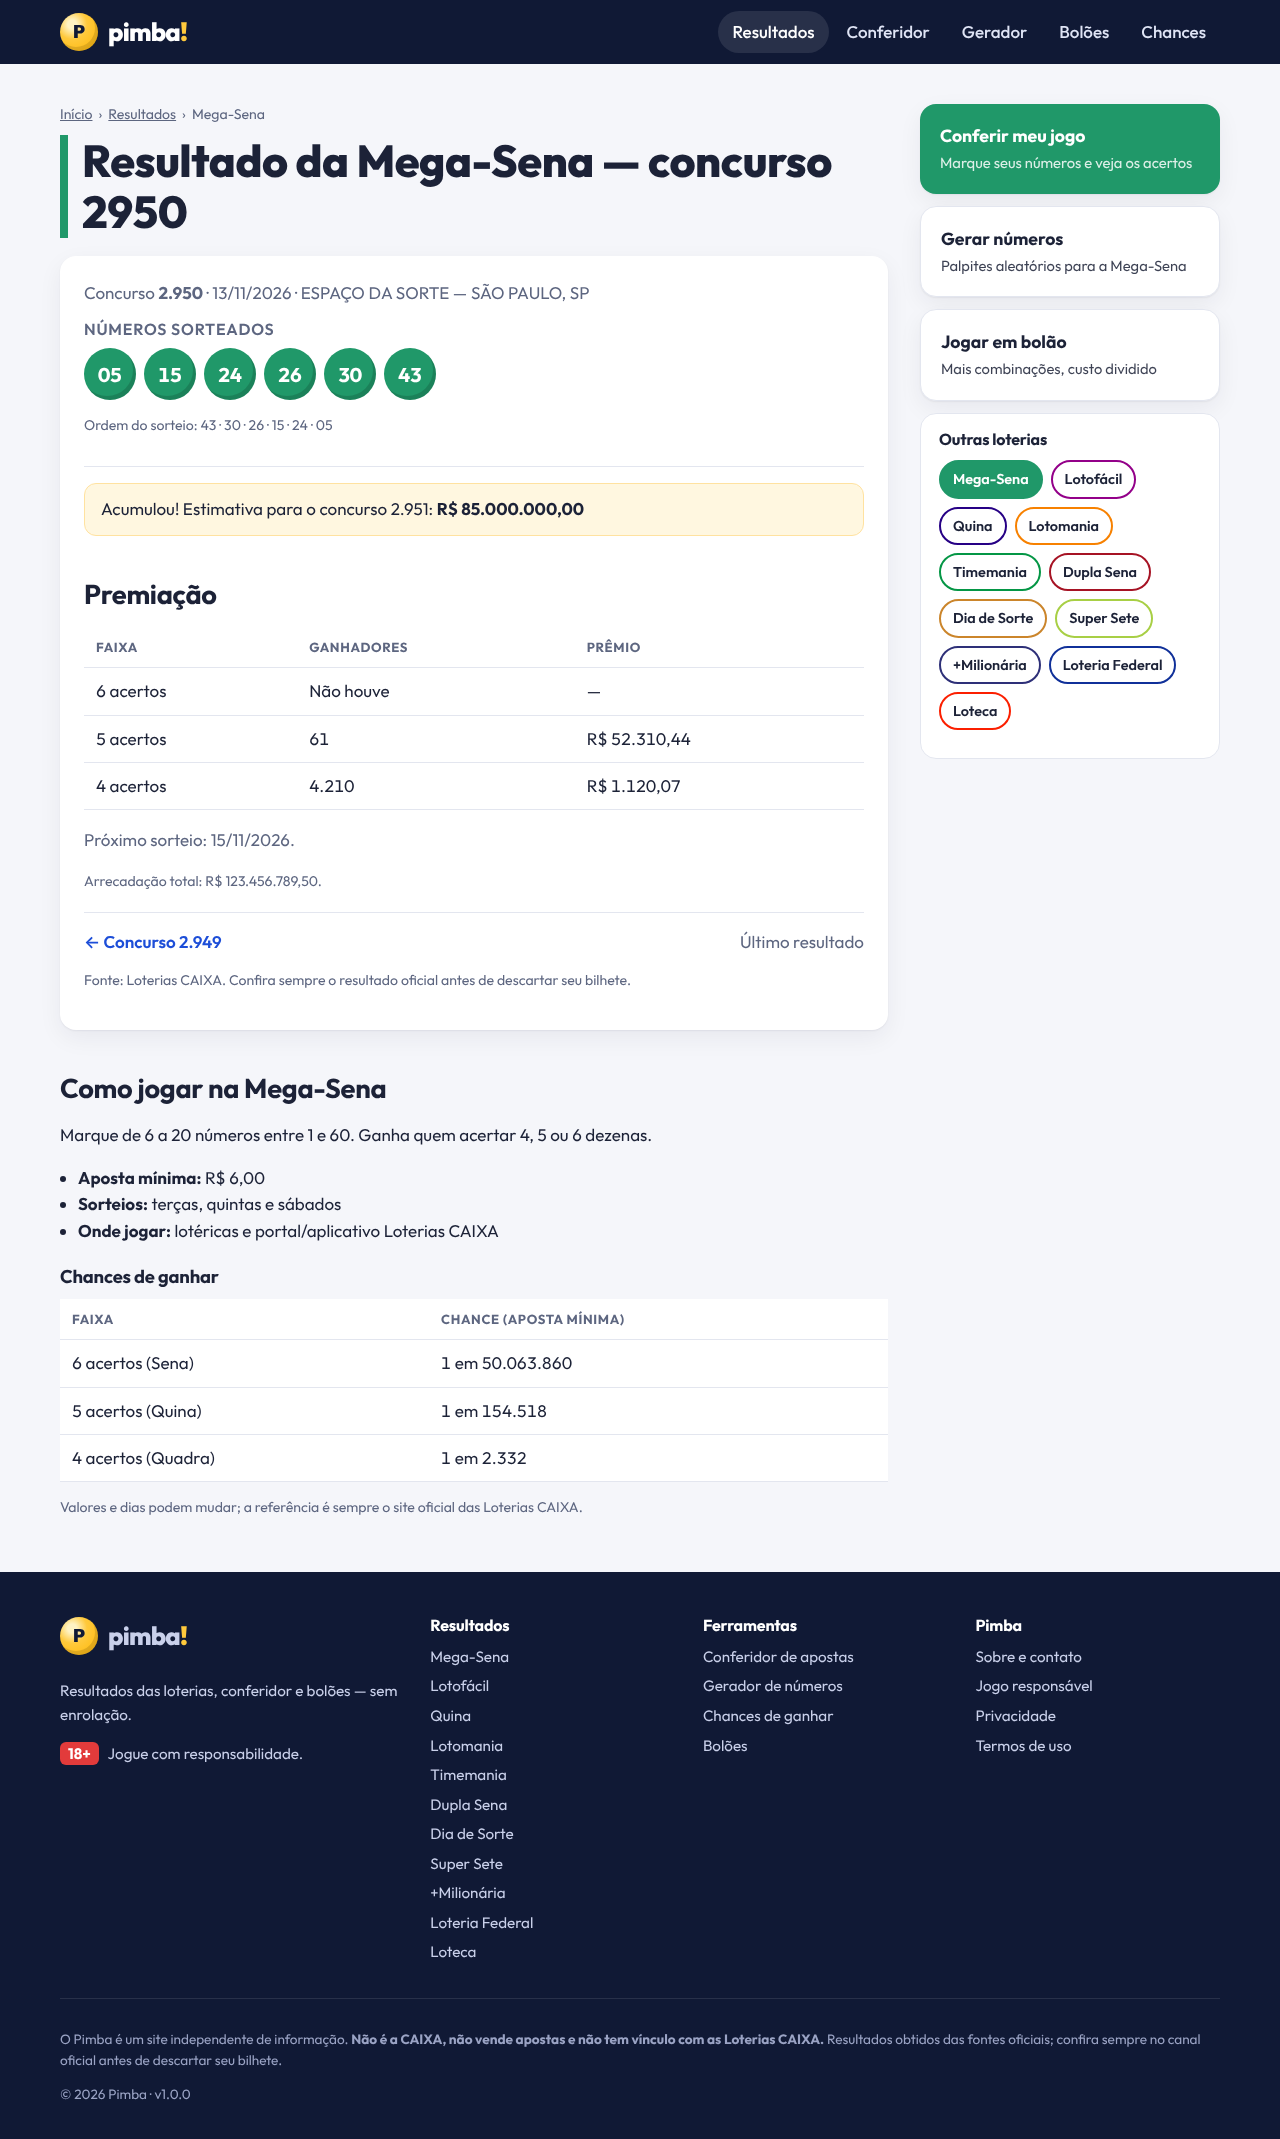 P pimba!
Resultados Conferidor Gerador Bolões Chances
Início › Resultados › Mega-Sena
Resultado da Mega-Sena — concurso
2950
Concurso 2.950 · 13/11/2026 · ESPAÇO DA SORTE — SÃO PAULO, SP
NÚMEROS SORTEADOS
05 15 24 26 30 43
Ordem do sorteio: 43 · 30 · 26 · 15 · 24 · 05
Acumulou! Estimativa para o concurso 2.951: R$ 85.000.000,00
Premiação
FAIXA GANHADORES PRÊMIO
6 acertos Não houve —
5 acertos 61 R$ 52.310,44
4 acertos 4.210 R$ 1.120,07
Próximo sorteio: 15/11/2026.
Arrecadação total: R$ 123.456.789,50.
← Concurso 2.949 Último resultado
Fonte: Loterias CAIXA. Confira sempre o resultado oficial antes de descartar seu bilhete.
Como jogar na Mega-Sena
Marque de 6 a 20 números entre 1 e 60. Ganha quem acertar 4, 5 ou 6 dezenas.
• Aposta mínima: R$ 6,00
• Sorteios: terças, quintas e sábados
• Onde jogar: lotéricas e portal/aplicativo Loterias CAIXA
Chances de ganhar
FAIXA CHANCE (APOSTA MÍNIMA)
6 acertos (Sena) 1 em 50.063.860
5 acertos (Quina) 1 em 154.518
4 acertos (Quadra) 1 em 2.332
Valores e dias podem mudar; a referência é sempre o site oficial das Loterias CAIXA.
Conferir meu jogo
Marque seus números e veja os acertos
Gerar números
Palpites aleatórios para a Mega-Sena
Jogar em bolão
Mais combinações, custo dividido
Outras loterias
Mega-Sena Lotofácil
Quina Lotomania
Timemania Dupla Sena
Dia de Sorte Super Sete
+Milionária Loteria Federal
Loteca
P pimba!
Resultados das loterias, conferidor e bolões — sem
enrolação.
18+ Jogue com responsabilidade.
Resultados
Mega-Sena
Lotofácil
Quina
Lotomania
Timemania
Dupla Sena
Dia de Sorte
Super Sete
+Milionária
Loteria Federal
Loteca
Ferramentas
Conferidor de apostas
Gerador de números
Chances de ganhar
Bolões
Pimba
Sobre e contato
Jogo responsável
Privacidade
Termos de uso
O Pimba é um site independente de informação. Não é a CAIXA, não vende apostas e não tem vínculo com as Loterias CAIXA. Resultados obtidos das fontes oficiais; confira sempre no canal
oficial antes de descartar seu bilhete.
© 2026 Pimba · v1.0.0